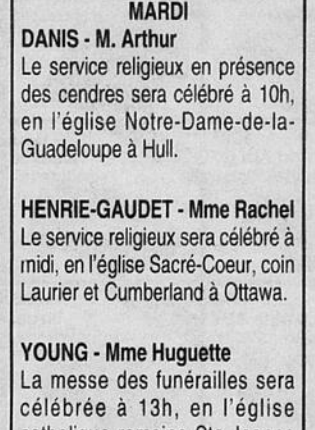 MARDI
DANIS - M. Arthur
Le service religieux en présence
des cendres sera célébré à 10h,
en l'église Notre-Dame-de-la-
Guadeloupe à Hull.
HENRIE-GAUDET - Mme Rachel
Le service religieux sera célébré à
midi, en l'église Sacré-Coeur, coin
Laurier et Cumberland à Ottawa.
YOUNG - Mme Huguette
La messe des funérailles sera
célébrée à 13h, en l'église